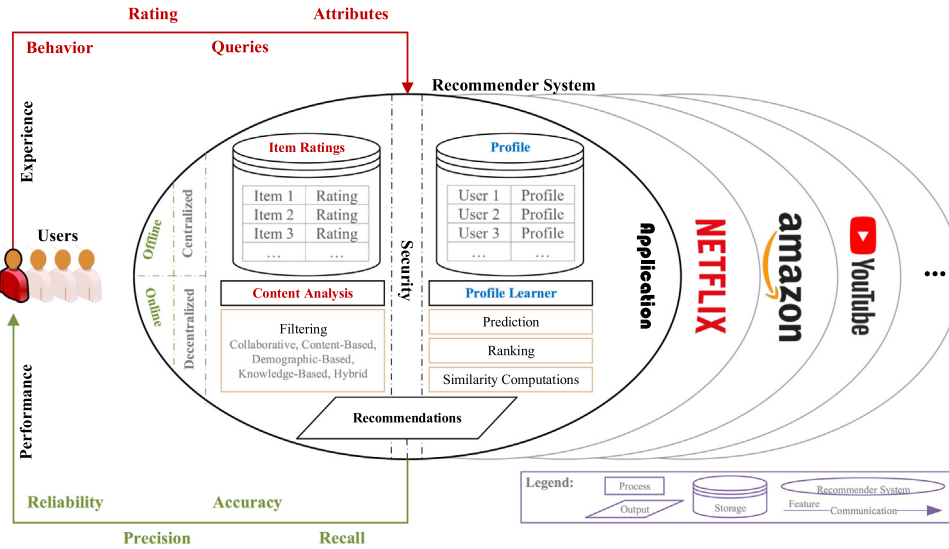 Rating
Attributes
Behavior
Queries
Recommender System
Experience
Item Ratings
Profile
Item 1 Rating
Item 2 Rating
Item 3 Rating
... ...
User 1 Profile
User 2 Profile
User 3 Profile
... ...
Offline
Centralized
Users
Security
Application
NETFLIX
amazon
YouTube
...
Online
Decentralized
Content Analysis
Profile Learner
Filtering
Collaborative, Content-Based,
Demographic-Based,
Knowledge-Based, Hybrid
Prediction
Ranking
Similarity Computations
Performance
Recommendations
Reliability
Accuracy
Precision
Recall
Legend:
Process
Output
Storage
Recommender System
Feature
Communication